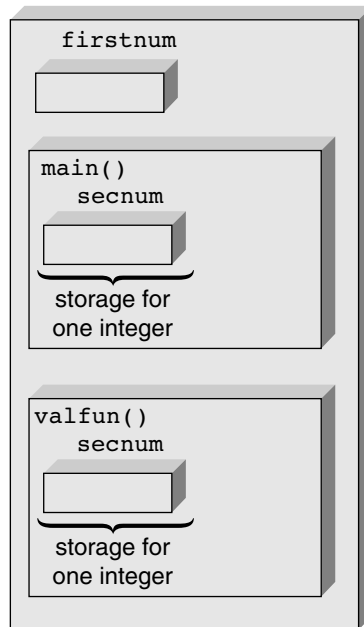 firstnum
main()
secnum
storage for
one integer
valfun()
secnum
storage for
one integer